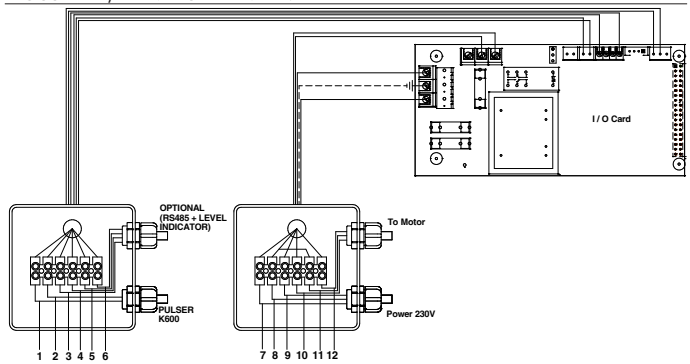 I / O Card
OPTIONAL
(RS485 + LEVEL
INDICATOR)
To Motor
PULSER
K600
Power 230V
1 2 3 4 5 6
7 8 9 10 11 12